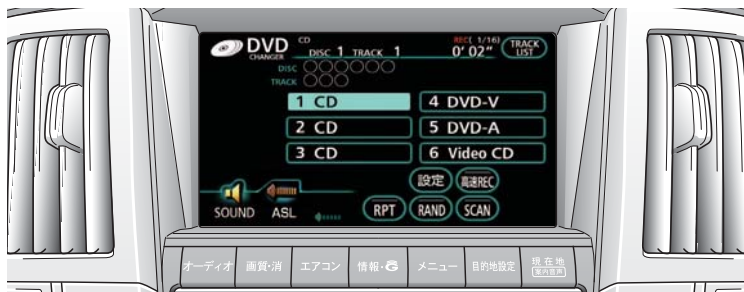 DVD CHANGER
CD
DISC 1 TRACK 1
REC( 1/16)
0' 02"
TRACK LIST
DISC
TRACK
1 CD
4 DVD-V
2 CD
5 DVD-A
3 CD
6 Video CD
設定
高速REC
SOUND
ASL
RPT
RAND
SCAN
オーディオ
画質・消
エアコン
情報・G
メニュー
目的地設定
現在地
案内音声